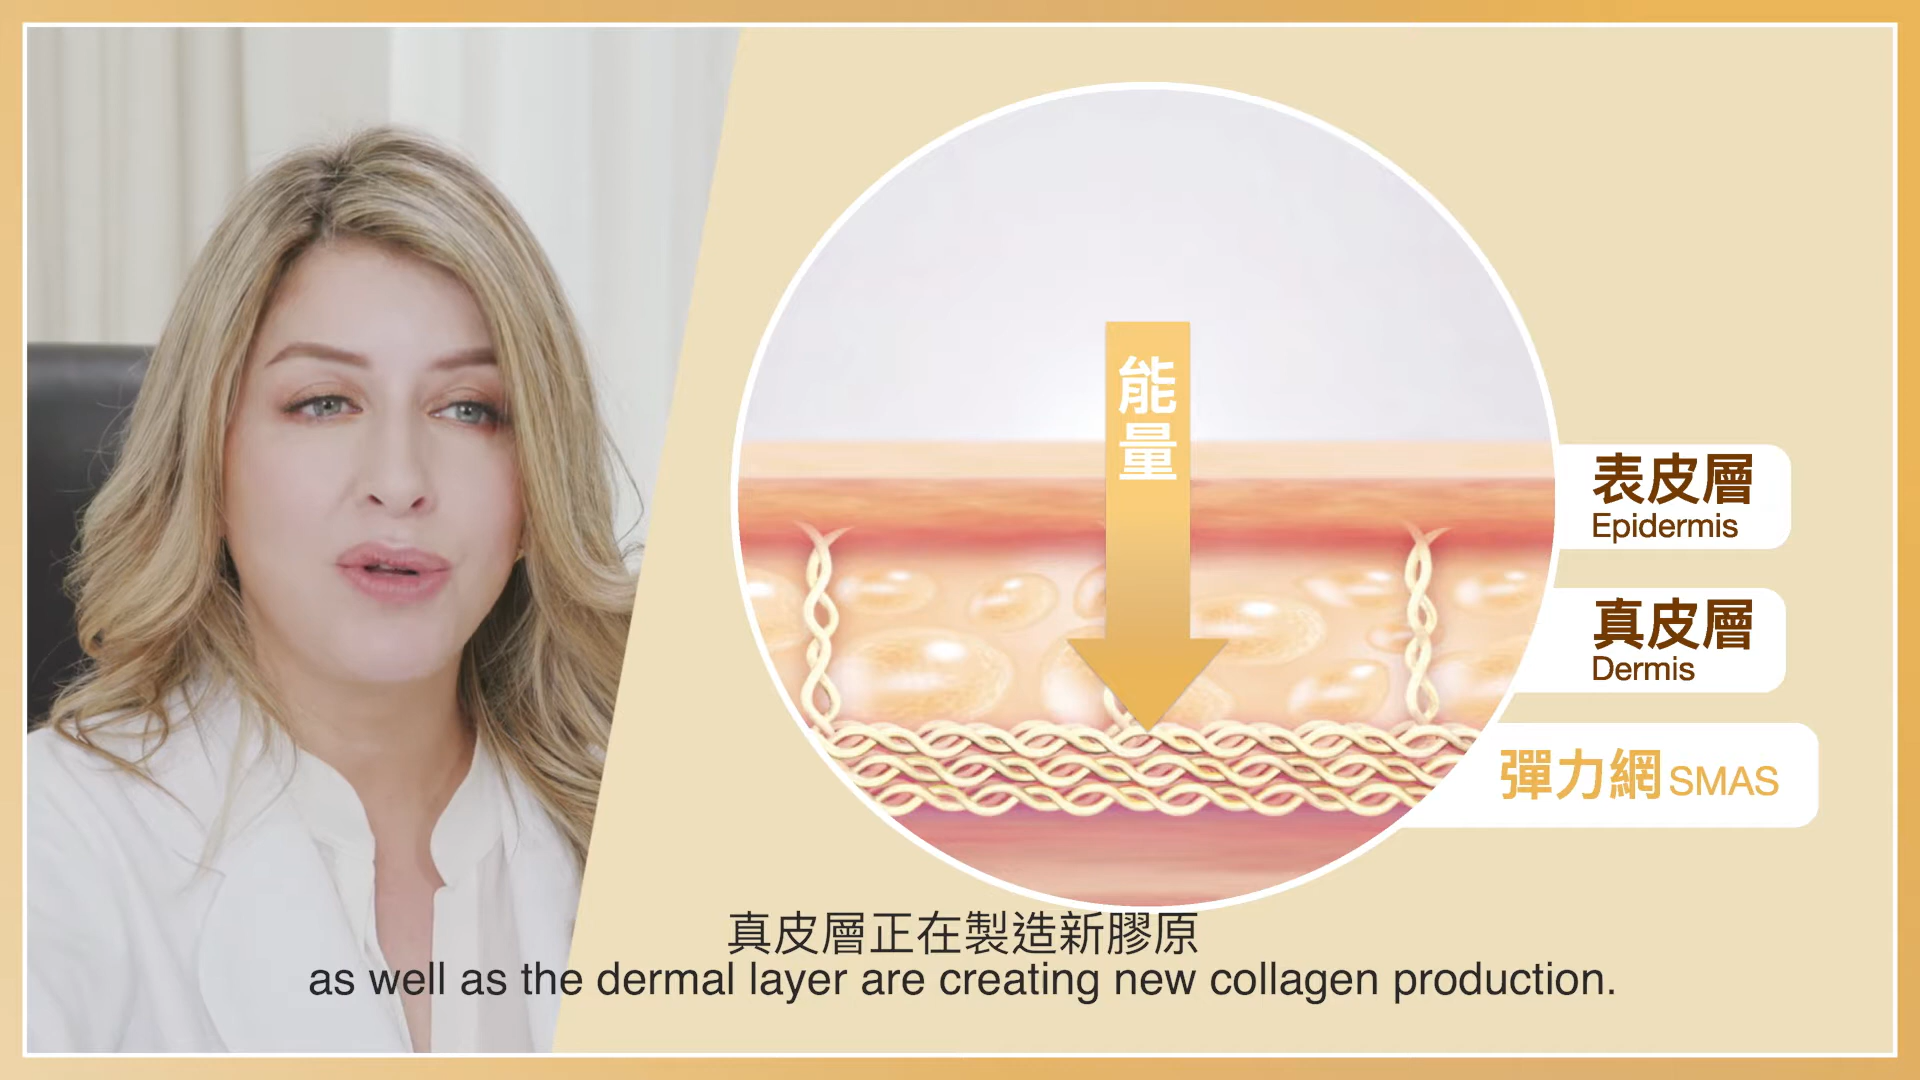 能量
表皮層
Epidermis
真皮層
Dermis
彈力網 SMAS
真皮層正在製造新膠原
as well as the dermal layer are creating new collagen production.